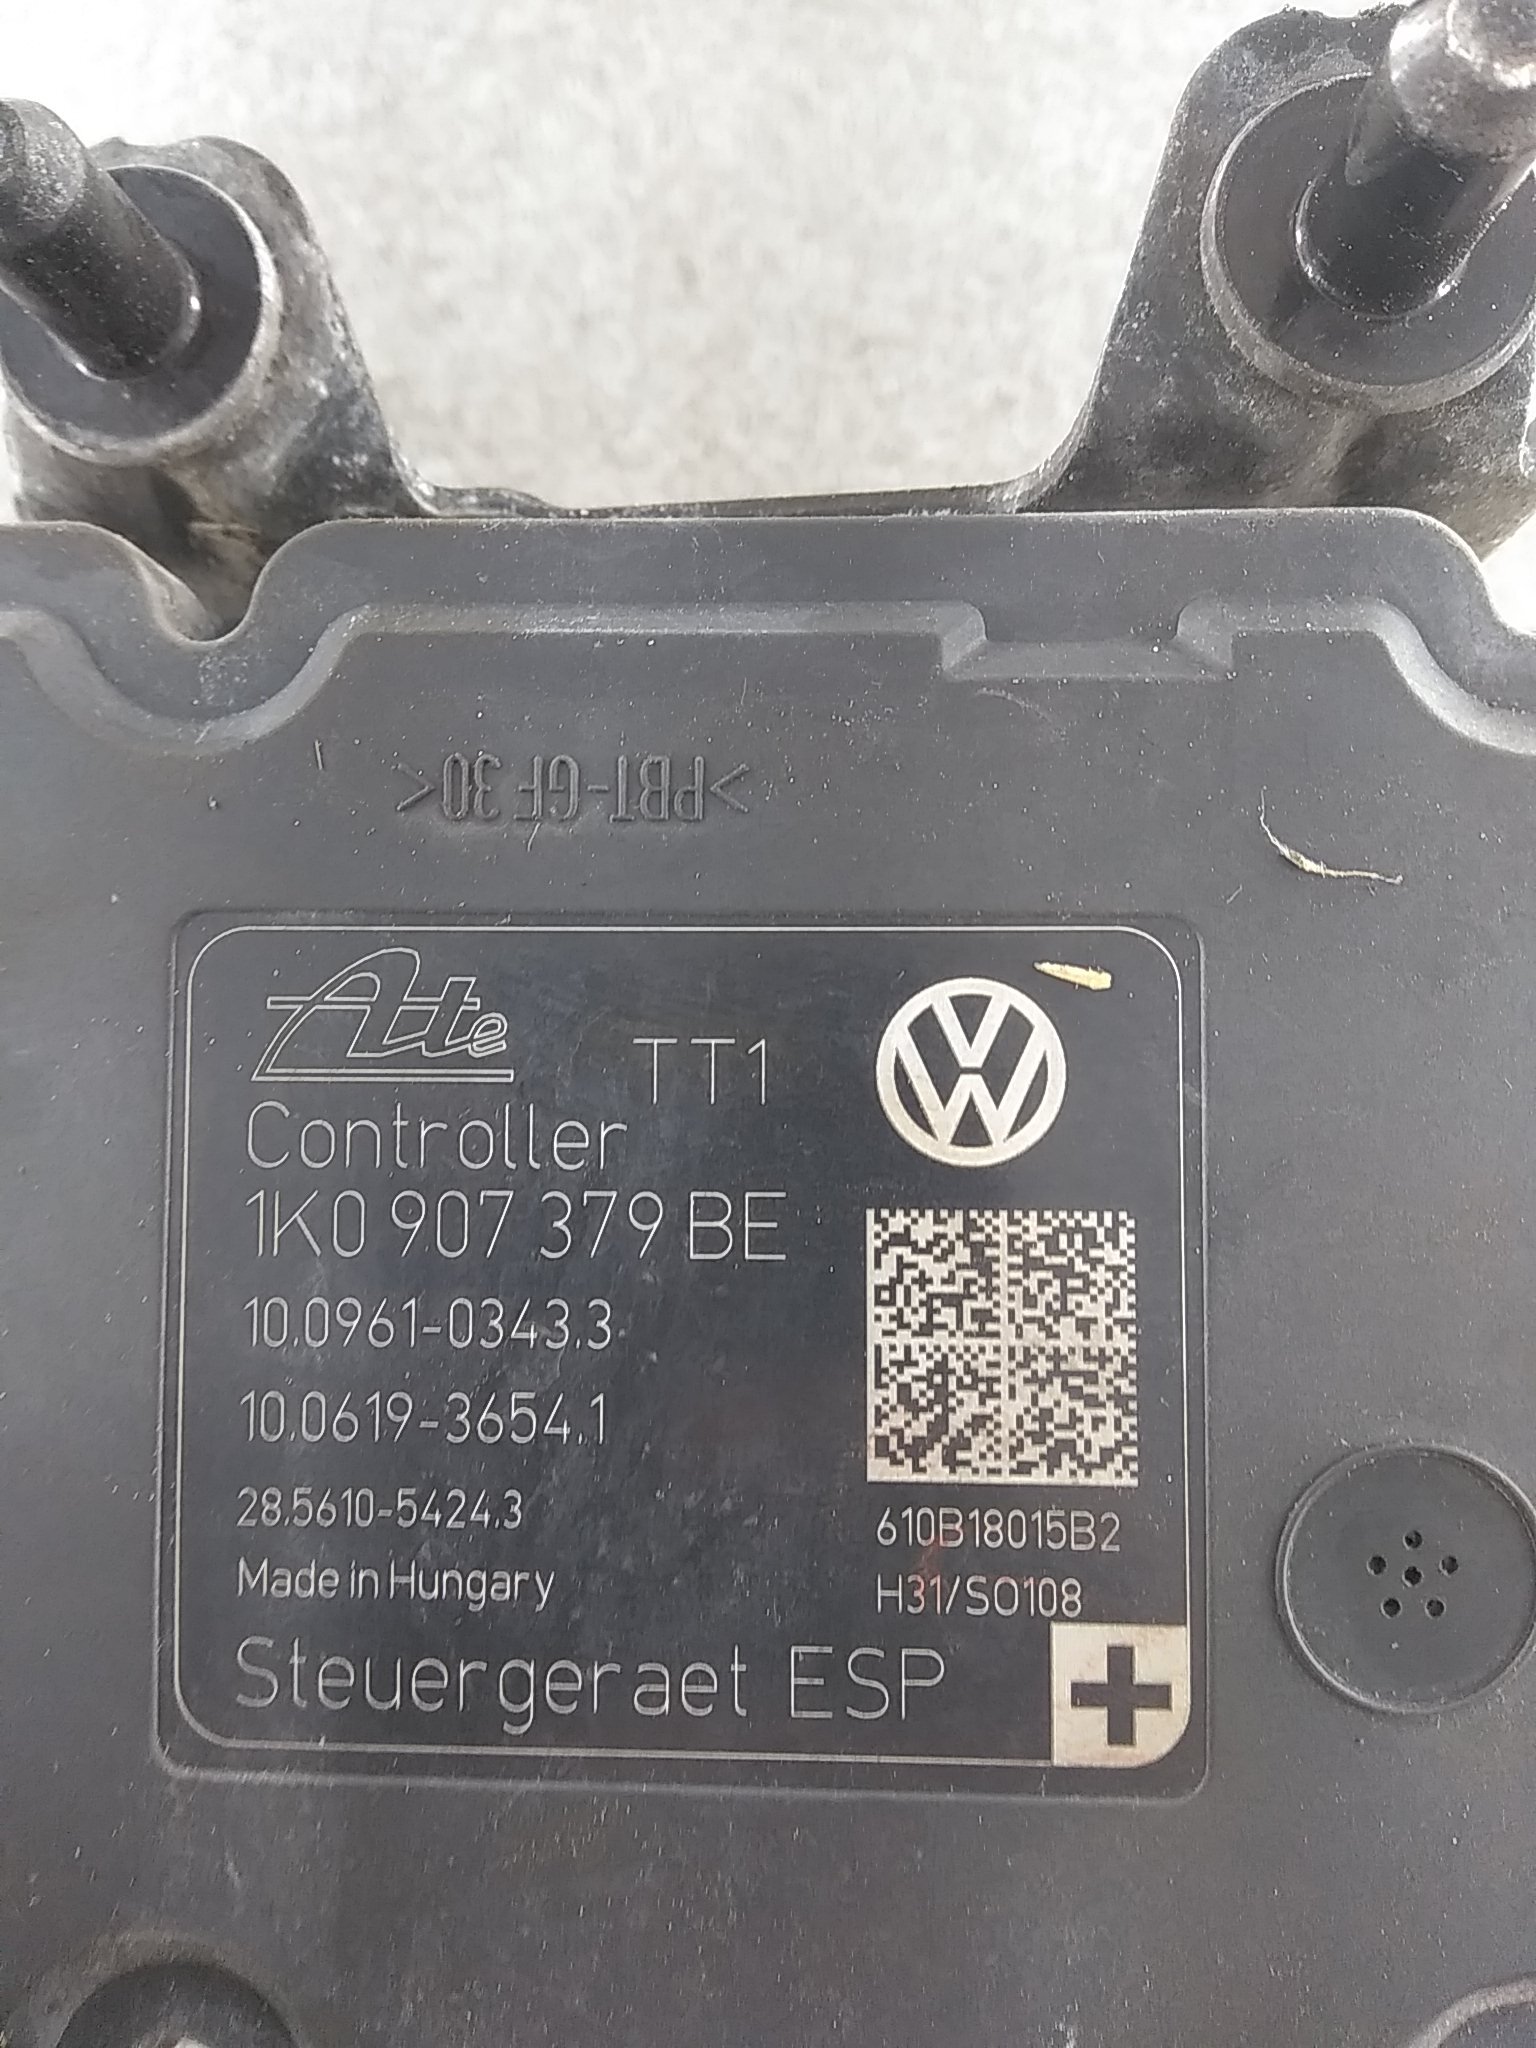 >PBT-GF 30<
Ate TT1
Controller
1K0 907 379 BE
10.0961-0343.3
10.0619-3654.1
28.5610-5424.3
610B18015B2
Made in Hungary
H31/SO108
Steuergeraet ESP